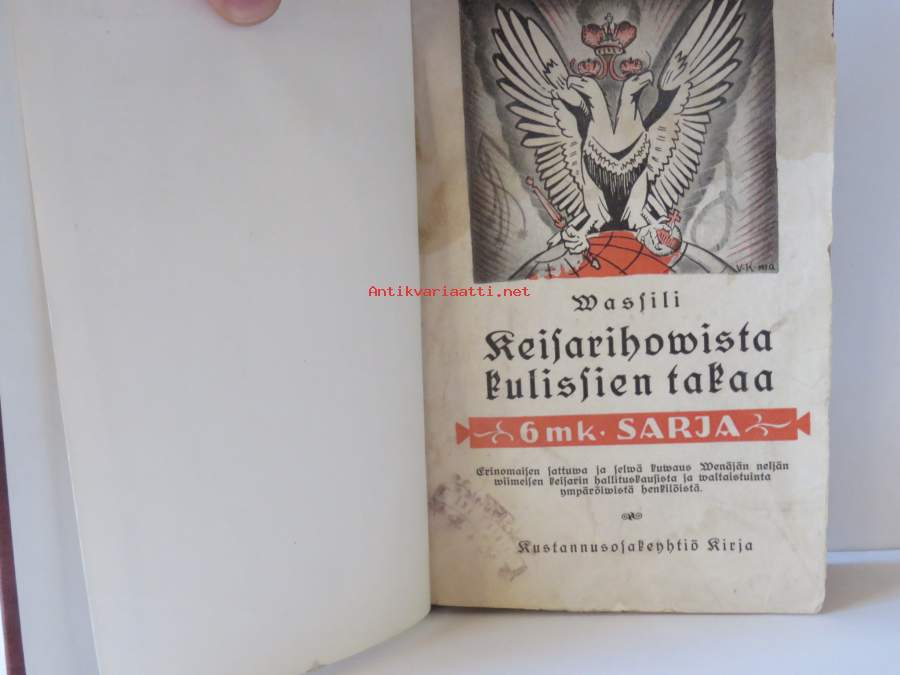 V·K·MA
Antikvariaatti.net
Wassili
Keisarihowista
kulissien takaa
6 mk. SARJA
Erinomaisen sattuwa ja selwä kuwaus Wenäjän neljän
wiimeisen keisarin hallituskausista ja waltaistuinta
ympäröiwistä henkilöistä.
Kustannusosakeyhtiö Kirja